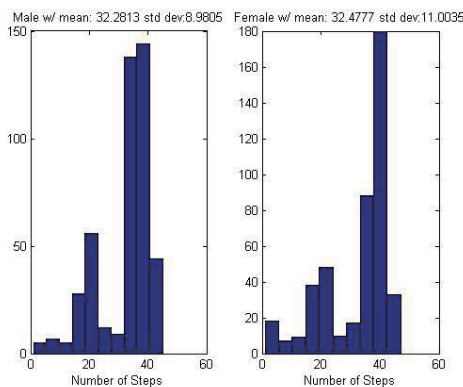 Male w/ mean: 32.2813 std dev:8.9805
150
100
50
0
0 20 40 60
Number of Steps
Female w/ mean: 32.4777 std dev:11.0035
180
160
140
120
100
80
60
40
20
0
0 20 40 60
Number of Steps